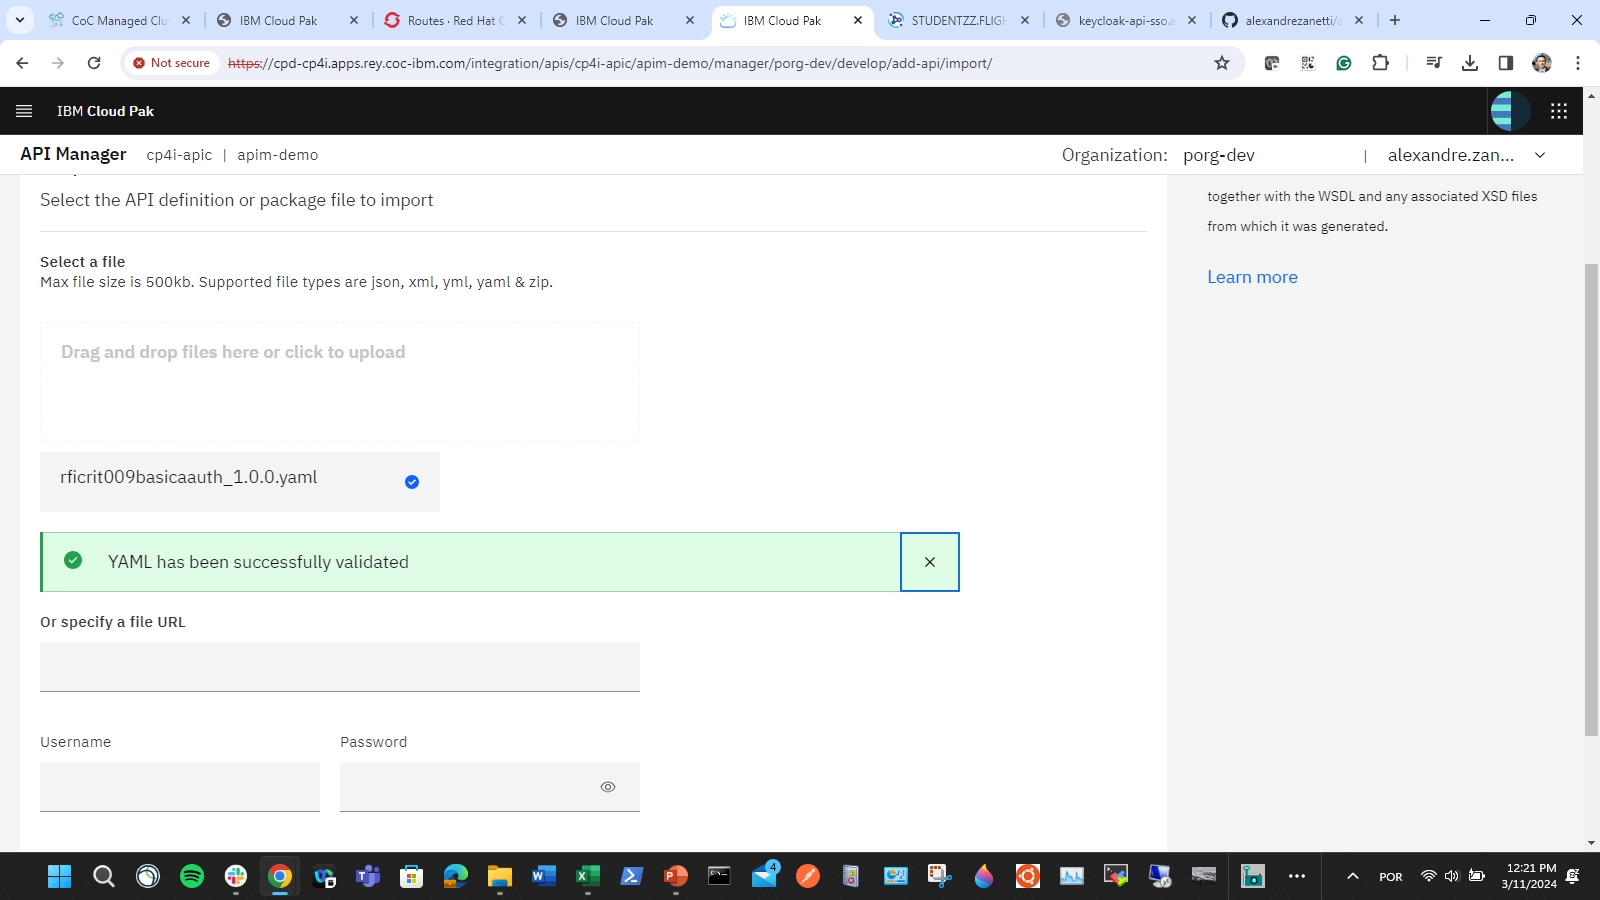 CoC Managed Clu
IBM Cloud Pak
Routes · Red Hat
IBM Cloud Pak
IBM Cloud Pak
STUDENTZZ.FLIGH
keycloak-api-sso.a
alexandrezanetti/a
Not secure
https://cpd-cp4i.apps.rey.coc-ibm.com/integration/apis/cp4i-apic/apim-demo/manager/porg-dev/develop/add-api/import/
IBM Cloud Pak
API Manager cp4i-apic | apim-demo
Organization: porg-dev | alexandre.zan...
Select the API definition or package file to import
Select a file
Max file size is 500kb. Supported file types are json, xml, yml, yaml & zip.
Drag and drop files here or click to upload
rficrit009basicaauth_1.0.0.yaml
YAML has been successfully validated
Or specify a file URL
Username
Password
together with the WSDL and any associated XSD files
from which it was generated.
Learn more
4
POR
12:21 PM
3/11/2024